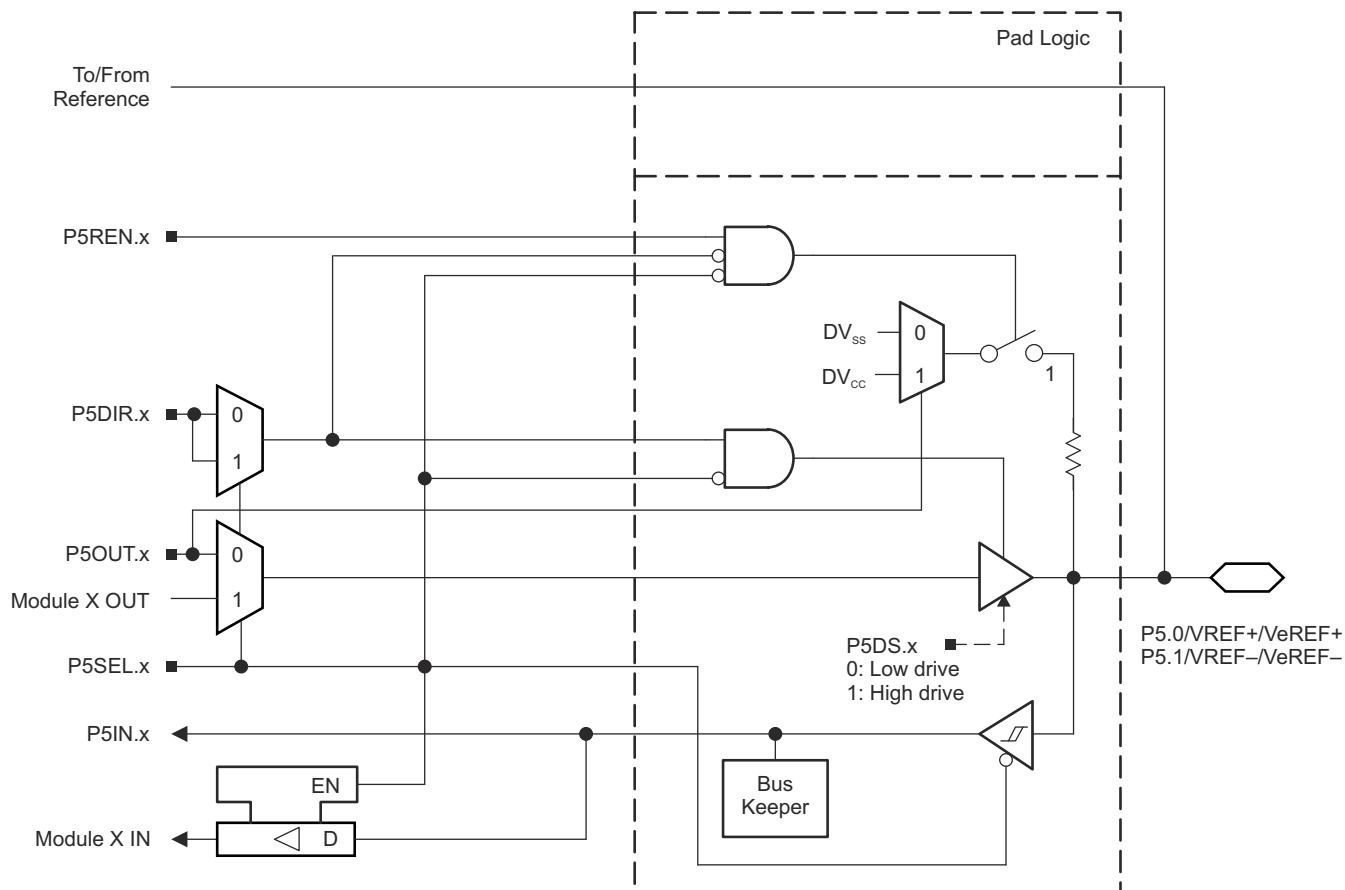 Pad Logic
To/From
Reference
P5REN.x
DVSS
0
DVCC
1
1
P5DIR.x
0
1
P5OUT.x
0
Module X OUT
1
P5SEL.x
P5DS.x
0: Low drive
1: High drive
P5.0/VREF+/VeREF+
P5.1/VREF–/VeREF–
P5IN.x
Bus
Keeper
EN
Module X IN
D